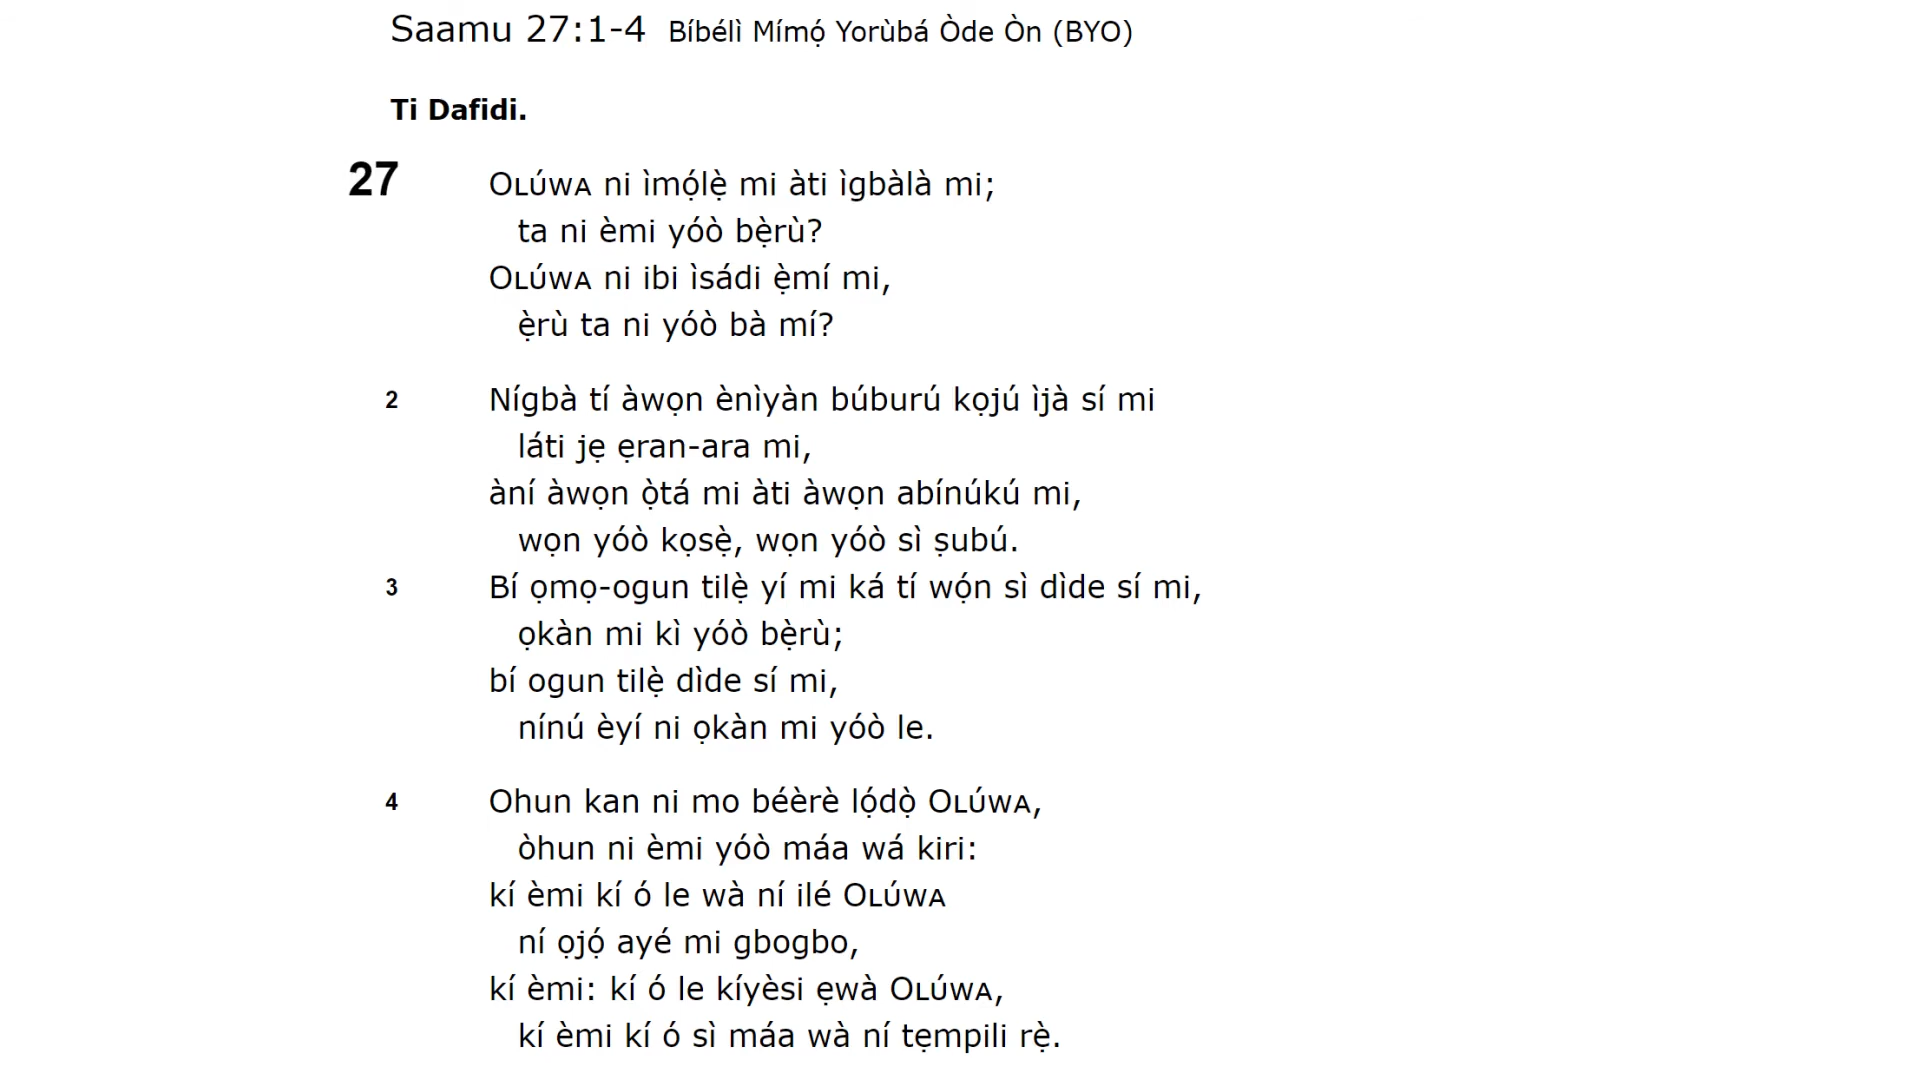 Saamu 27:1-4 Bíbélì Mímọ́ Yorùbá Òde Òn (BYO)
Ti Dafidi.
27 Olúwa ni ìmọ́lẹ̀ mi àti ìgbàlà mi;
ta ni èmi yóò bẹ̀rù?
Olúwa ni ibi ìsádi ẹ̀mí mi,
ẹ̀rù ta ni yóò bà mí?
2 Nígbà tí àwọn ènìyàn búburú kọjú ìjà sí mi
láti jẹ ẹran-ara mi,
àní àwọn ọ̀tá mi àti àwọn abínúkú mi,
wọn yóò kọsẹ̀, wọn yóò sì ṣubú.
3 Bí ọmọ-ogun tilẹ̀ yí mi ká tí wọ́n sì dìde sí mi,
ọkàn mi kì yóò bẹ̀rù;
bí ogun tilẹ̀ dìde sí mi,
nínú èyí ni ọkàn mi yóò le.
4 Ohun kan ni mo béèrè lọ́dọ̀ Olúwa,
òhun ni èmi yóò máa wá kiri:
kí èmi kí ó le wà ní ilé Olúwa
ní ọjọ́ ayé mi gbogbo,
kí èmi: kí ó le kíyèsi ẹwà Olúwa,
kí èmi kí ó sì máa wà ní tẹmpili rẹ̀.